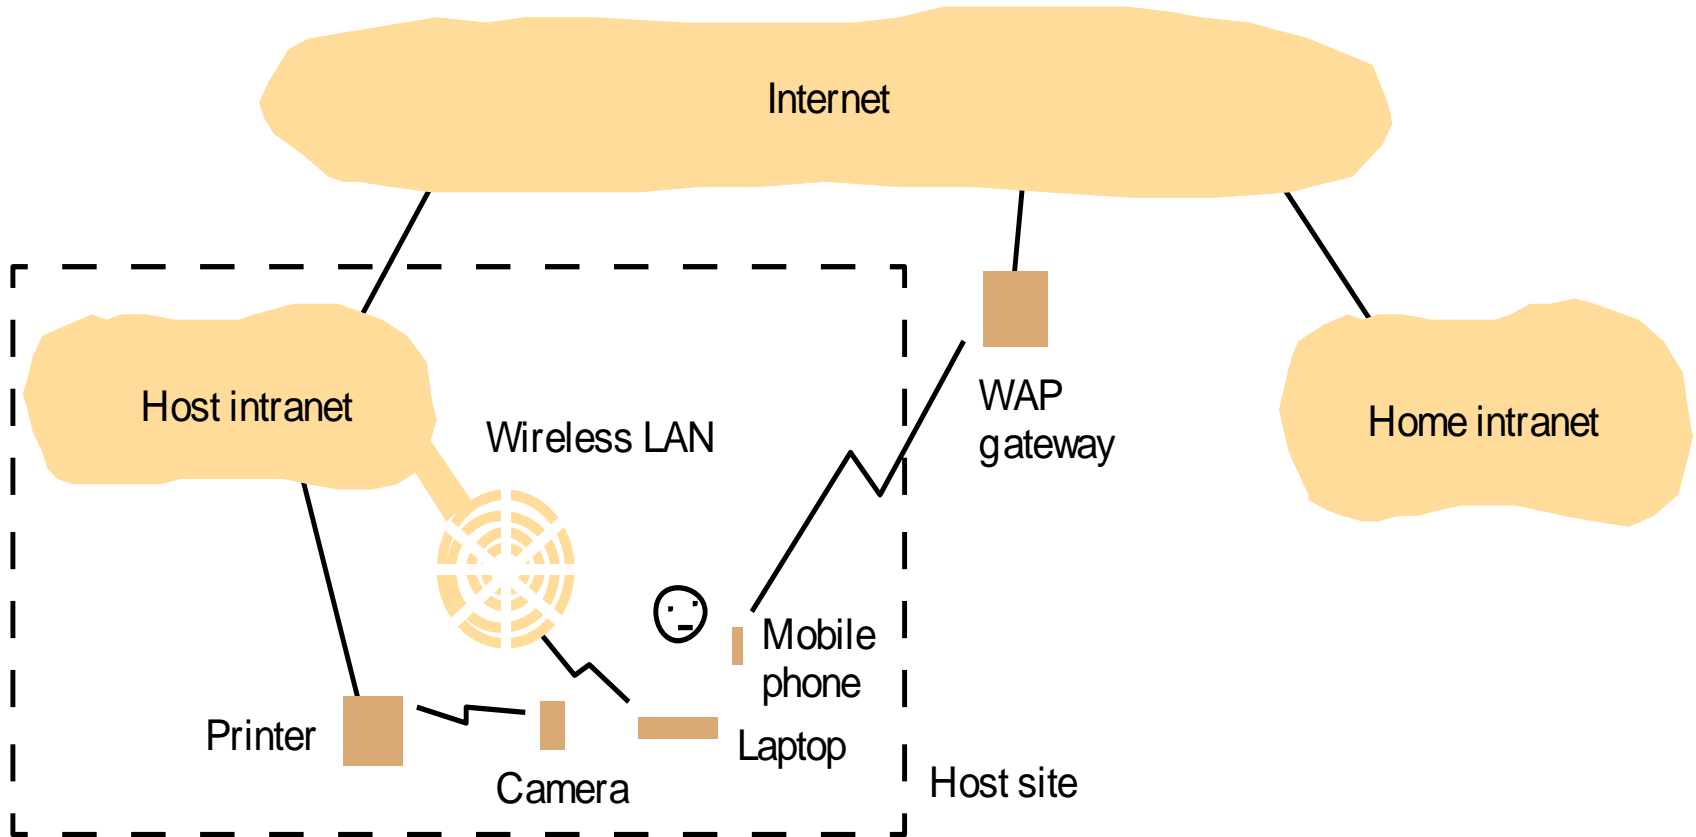 Internet
Host intranet
Wireless LAN
WAP
gateway
Home intranet
Mobile
phone
Printer
Laptop
Camera
Host site